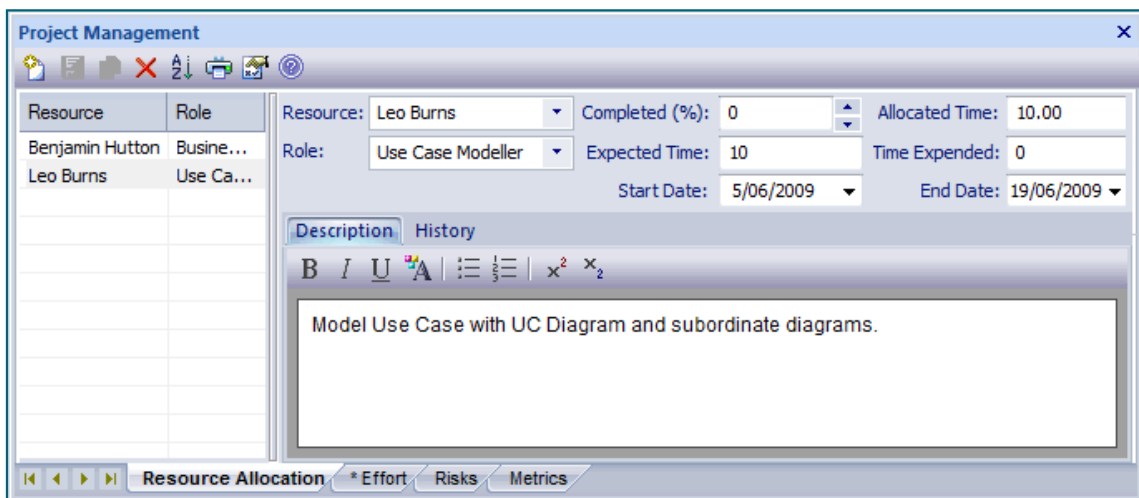 Project Management
Resource Role
Benjamin Hutton Busine...
Leo Burns Use Ca...
Resource: Leo Burns Completed (%): 0 Allocated Time: 10.00
Role: Use Case Modeller Expected Time: 10 Time Expended: 0
Start Date: 5/06/2009 End Date: 19/06/2009
Description History
B I U A x² x₂
Model Use Case with UC Diagram and subordinate diagrams.
Resource Allocation * Effort Risks Metrics